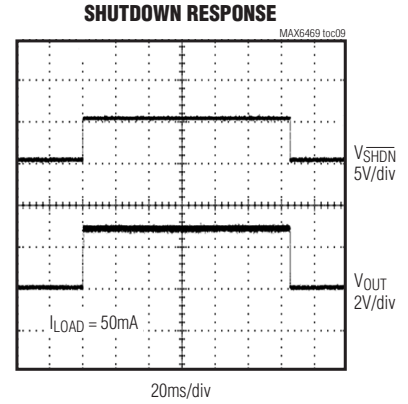 SHUTDOWN RESPONSE
MAX6469 toc09
VSHDN
5V/div
VOUT
2V/div
ILOAD = 50mA
20ms/div